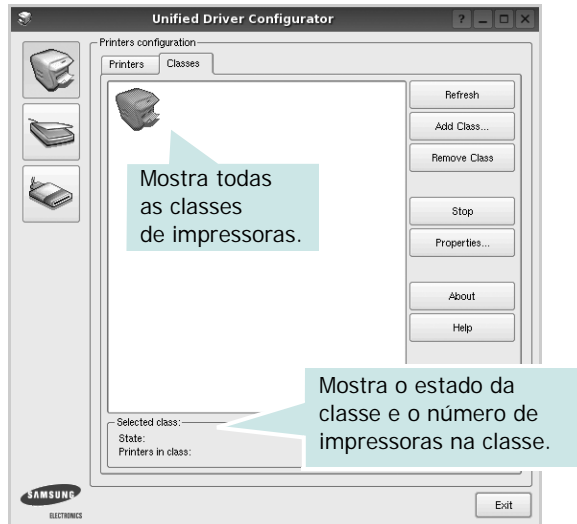 Unified Driver Configurator
?
Printers configuration
Printers
Classes
Refresh
Add Class...
Remove Class
Mostra todas
as classes
de impressoras.
Stop
Properties...
About
Help
Mostra o estado da
classe e o número de
impressoras na classe.
Selected class:
State:
Printers in class:
SAMSUNG
ELECTRONICS
Exit